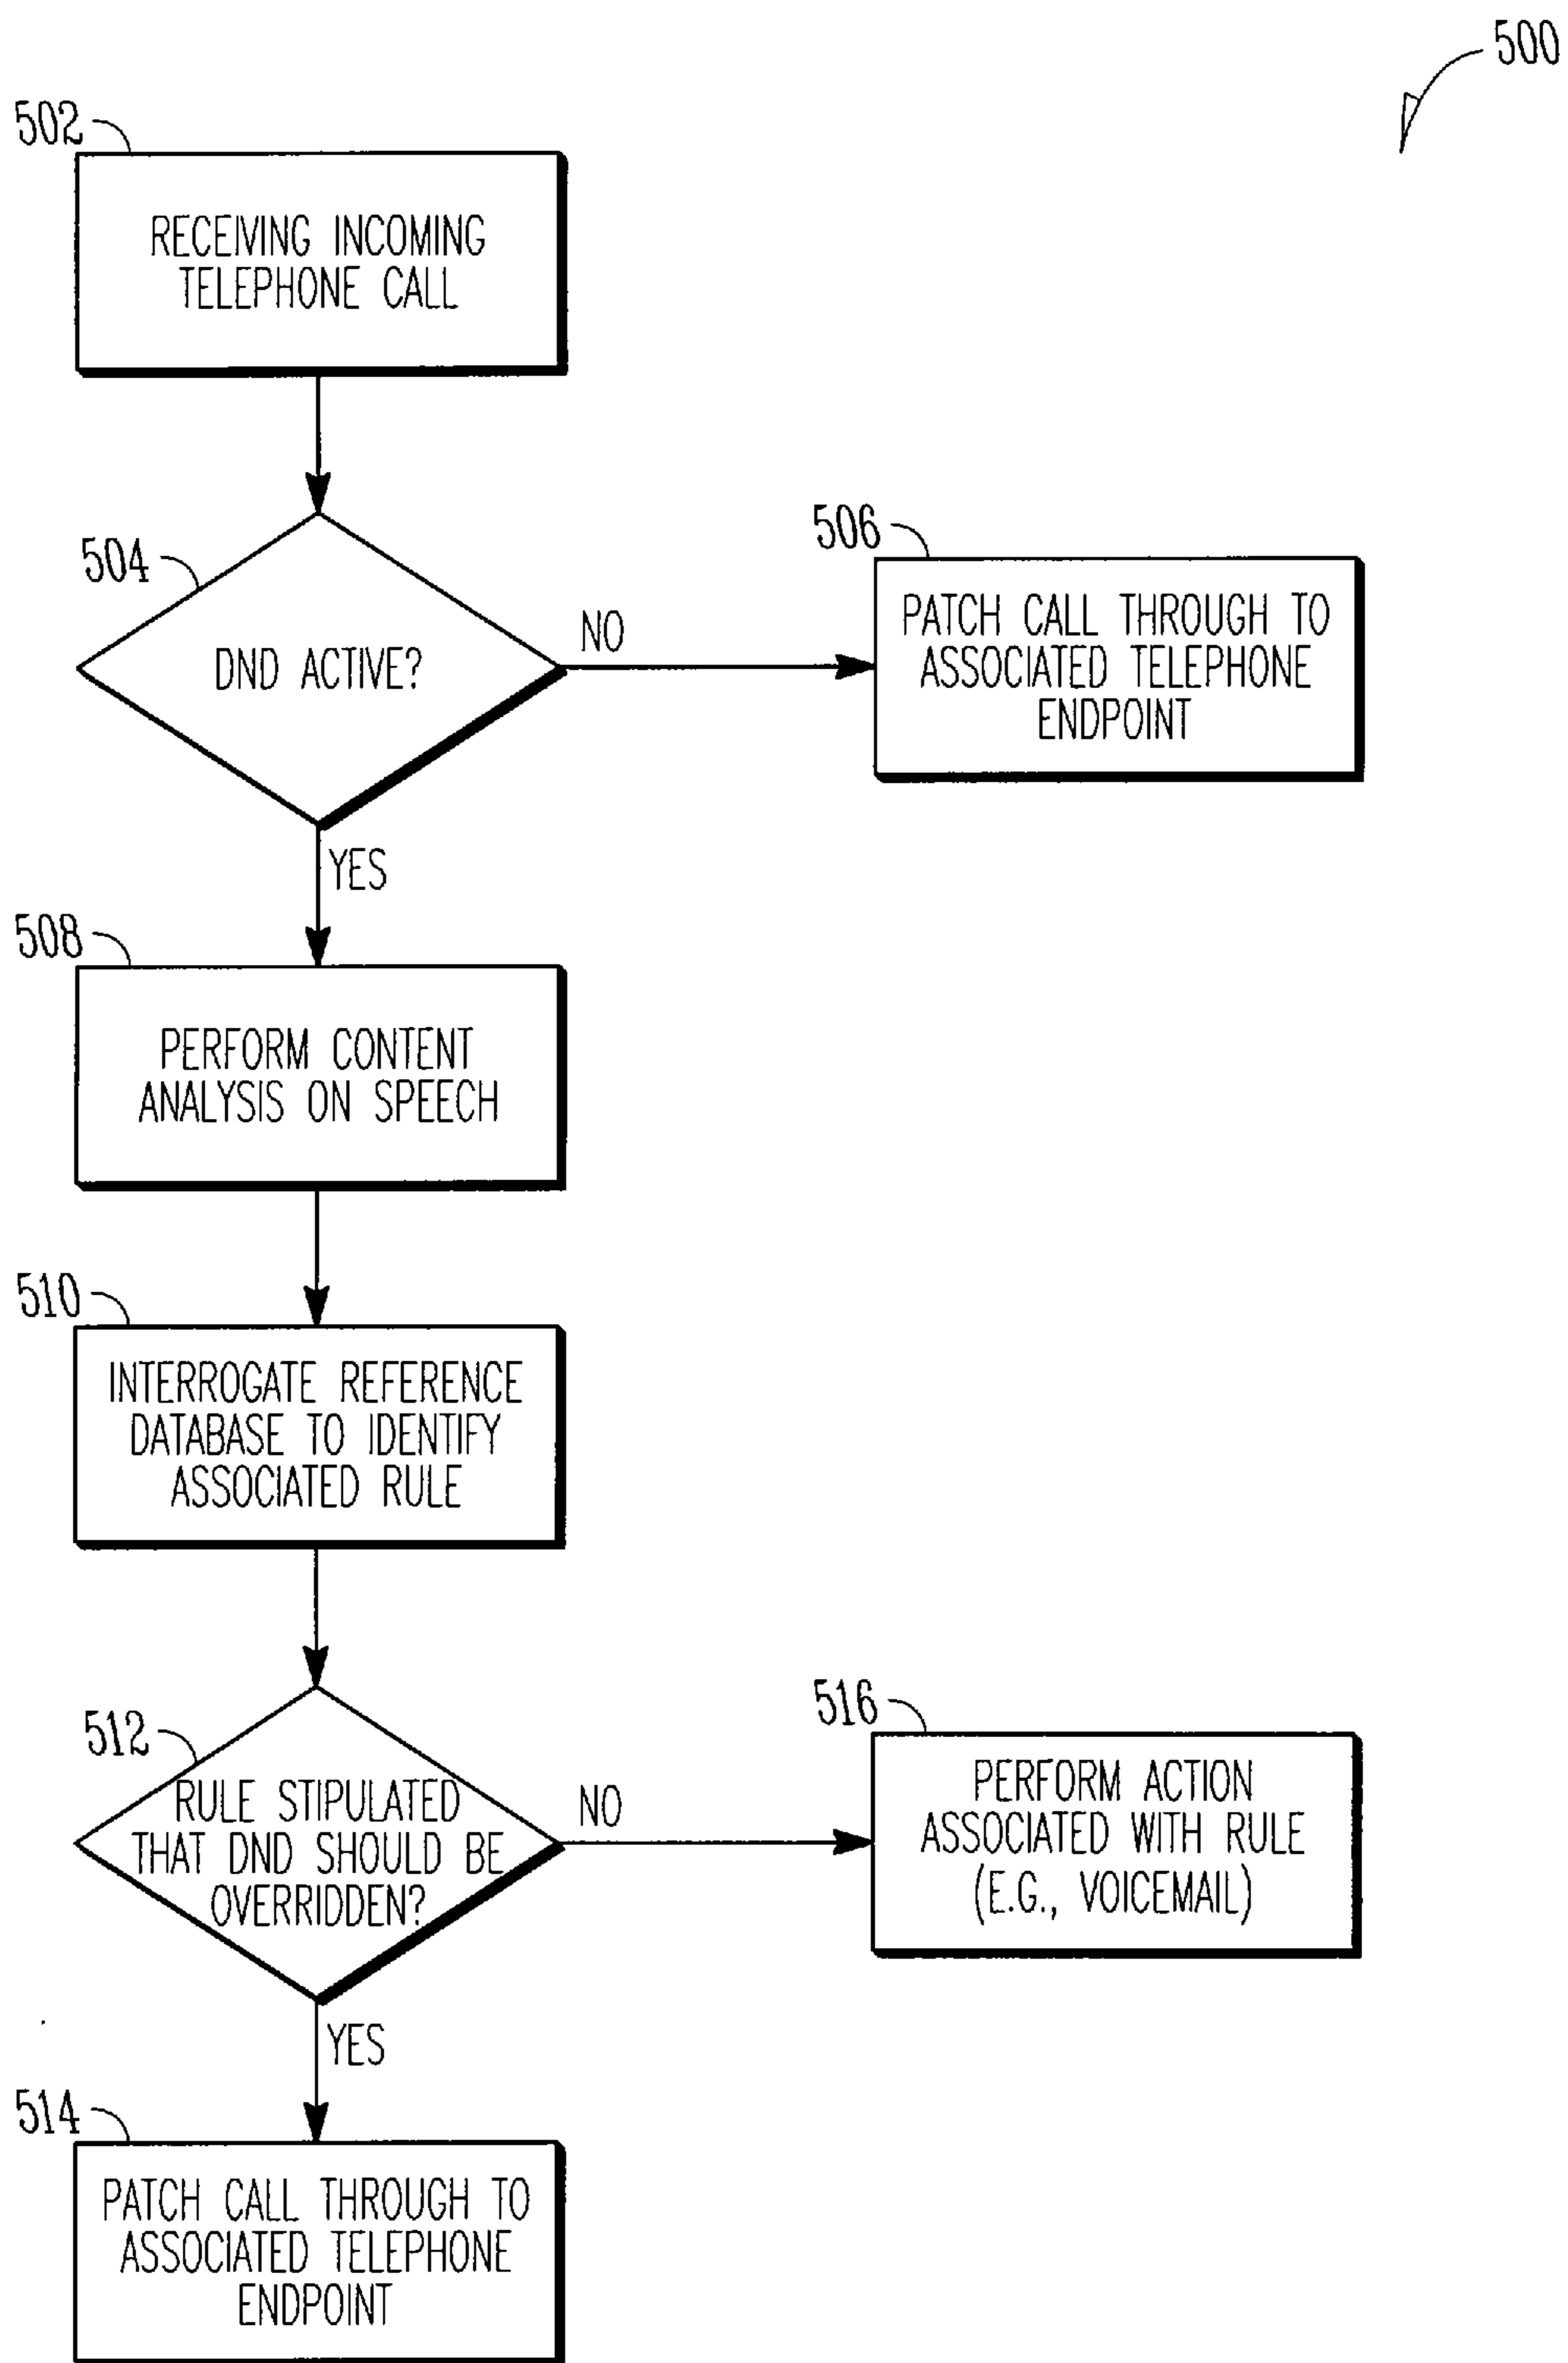 500
502
RECEIVING INCOMING
TELEPHONE CALL
504
DND ACTIVE?
NO
506
PATCH CALL THROUGH TO
ASSOCIATED TELEPHONE
ENDPOINT
YES
508
PERFORM CONTENT
ANALYSIS ON SPEECH
510
INTERROGATE REFERENCE
DATABASE TO IDENTIFY
ASSOCIATED RULE
512
RULE STIPULATED
THAT DND SHOULD BE
OVERRIDDEN?
NO
516
PERFORM ACTION
ASSOCIATED WITH RULE
(E.G., VOICEMAIL)
YES
514
PATCH CALL THROUGH TO
ASSOCIATED TELEPHONE
ENDPOINT